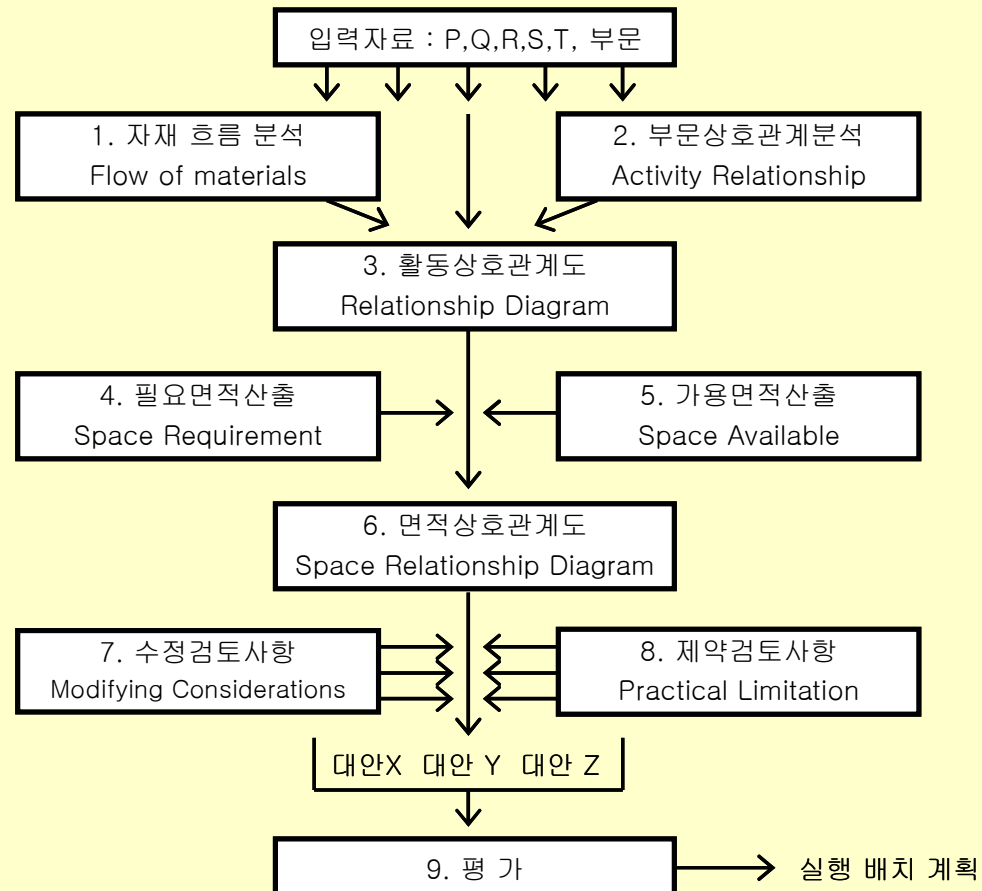 입력자료 : P,Q,R,S,T, 부문
1. 자재 흐름 분석
Flow of materials
2. 부문상호관계분석
Activity Relationship
3. 활동상호관계도
Relationship Diagram
4. 필요면적산출
Space Requirement
5. 가용면적산출
Space Available
6. 면적상호관계도
Space Relationship Diagram
7. 수정검토사항
Modifying Considerations
8. 제약검토사항
Practical Limitation
대안X 대안 Y 대안 Z
9. 평 가
실행 배치 계획